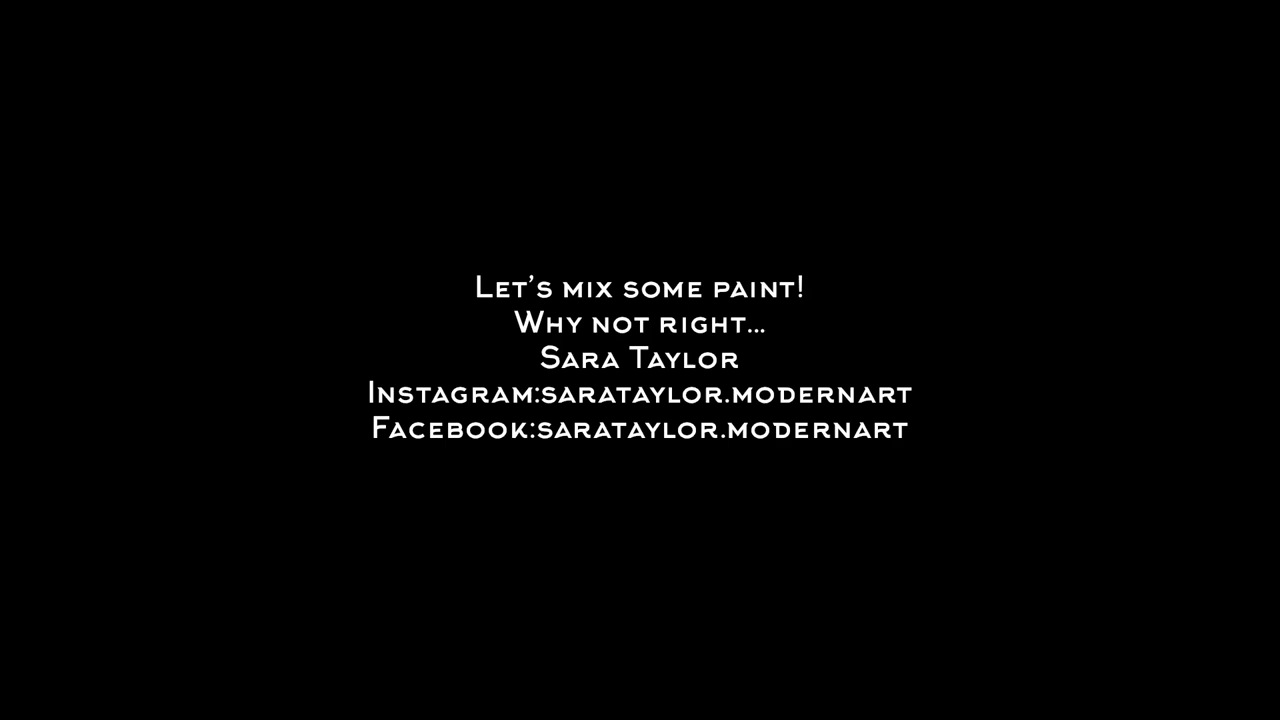 Let's mix some paint!
Why not right...
Sara Taylor
Instagram:sarataylor.modernart
Facebook:sarataylor.modernart